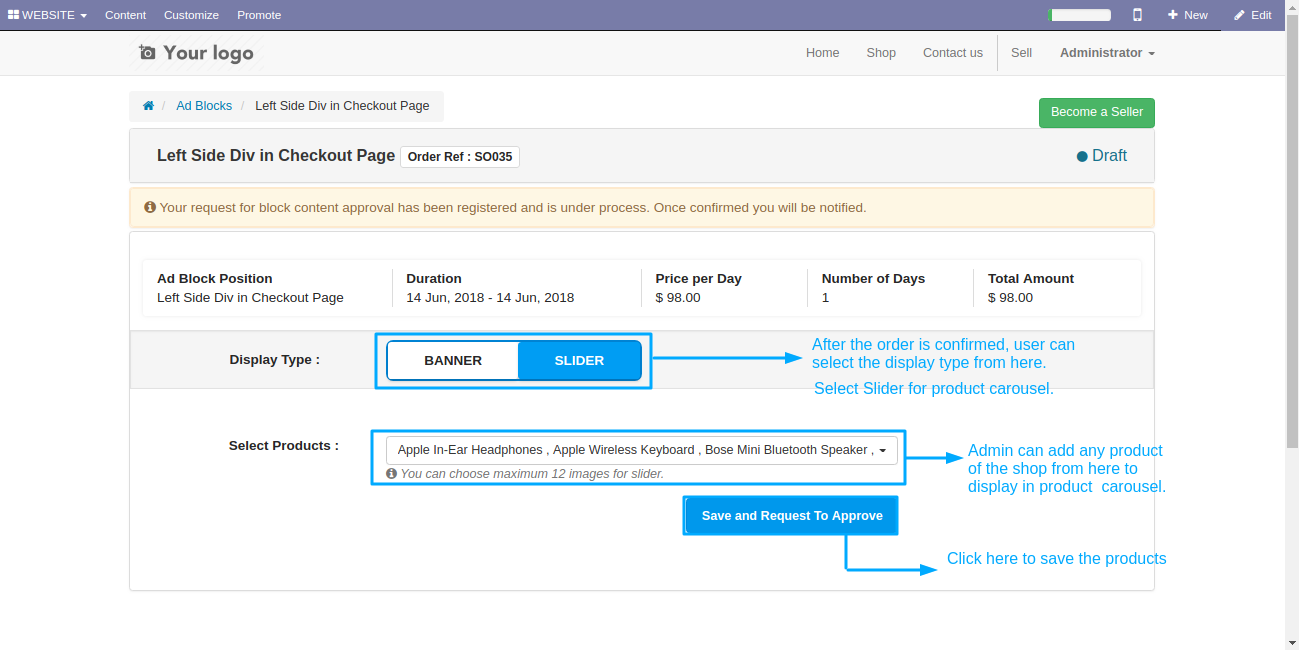 WEBSITE Content Customize Promote New Edit
Your logo Home Shop Contact us Sell Administrator
/ Ad Blocks / Left Side Div in Checkout Page
Become a Seller
Left Side Div in Checkout Page Order Ref : SO035 Draft
Your request for block content approval has been registered and is under process. Once confirmed you will be notified.
Ad Block Position Duration Price per Day Number of Days Total Amount
Left Side Div in Checkout Page 14 Jun, 2018 - 14 Jun, 2018 $ 98.00 1 $ 98.00
Display Type : BANNER SLIDER
After the order is confirmed, user can
select the display type from here.
Select Slider for product carousel.
Select Products : Apple In-Ear Headphones , Apple Wireless Keyboard , Bose Mini Bluetooth Speaker ,
You can choose maximum 12 images for slider.
Admin can add any product
of the shop from here to
display in product  carousel.
Save and Request To Approve
Click here to save the products